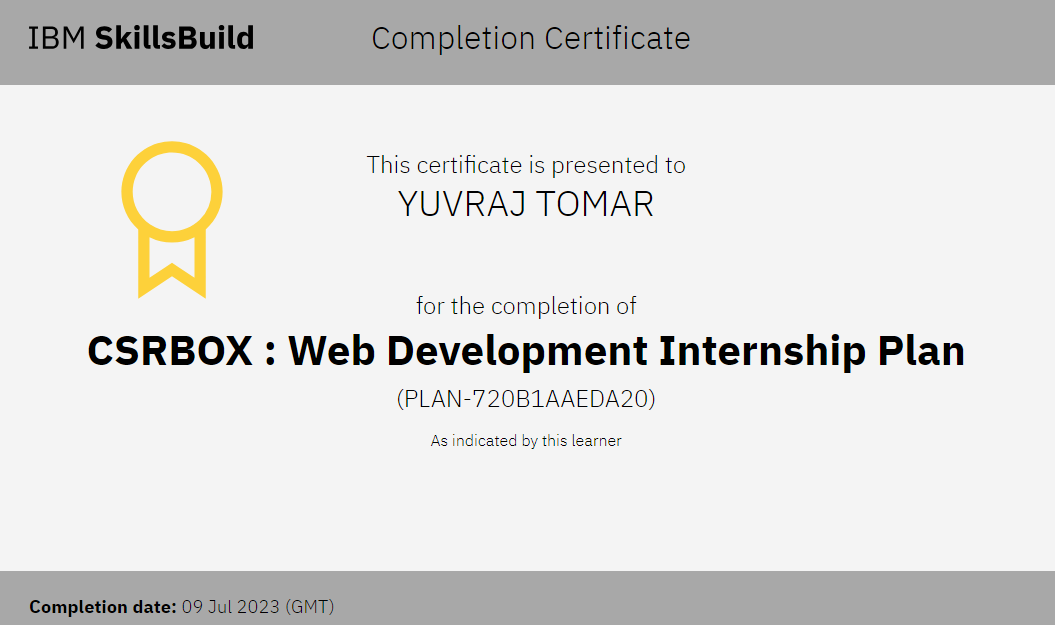 IBM SkillsBuild
Completion Certificate
This certificate is presented to
YUVRAJ TOMAR
for the completion of
CSRBOX : Web Development Internship Plan
(PLAN-720B1AAEDA20)
As indicated by this learner
Completion date: 09 Jul 2023 (GMT)